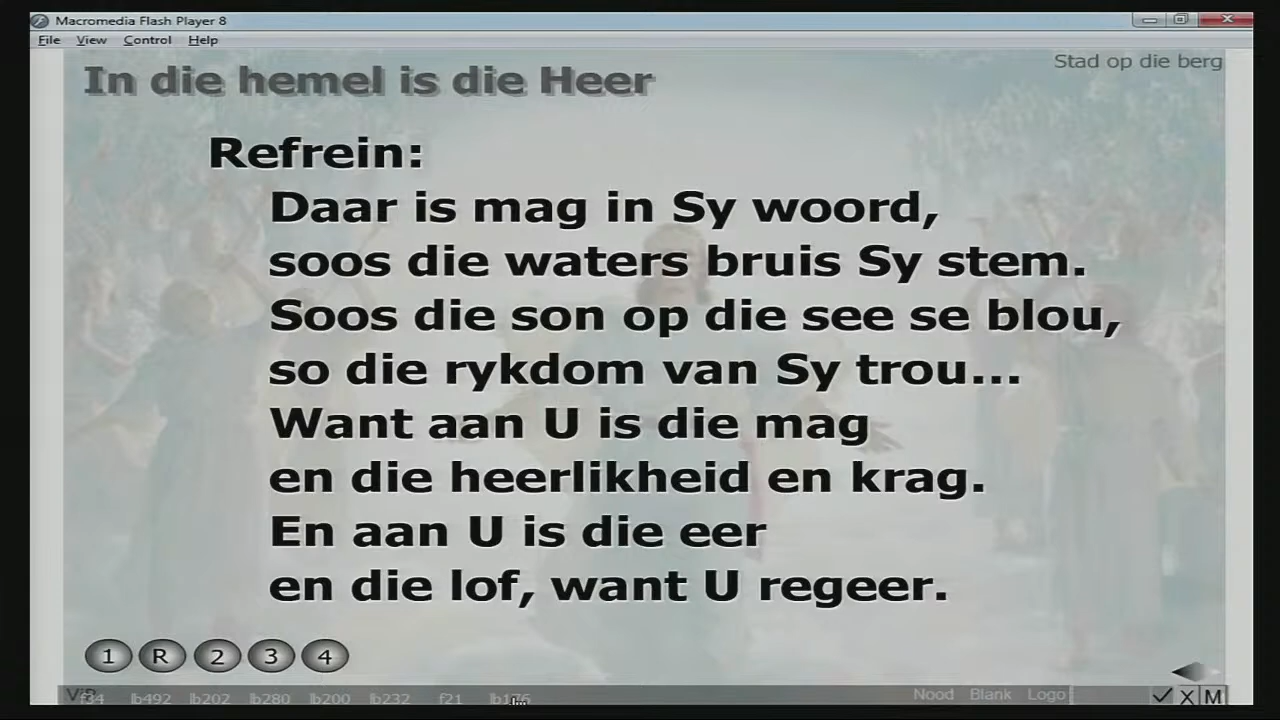 Macromedia Flash Player 8
File View Control Help
Stad op die berg
In die hemel is die Heer
Refrein:
Daar is mag in Sy woord,
soos die waters bruis Sy stem.
Soos die son op die see se blou,
so die rykdom van Sy trou...
Want aan U is die mag
en die heerlikheid en krag.
En aan U is die eer
en die lof, want U regeer.
1 R 2 3 4
f34 lb492 lb202 lb280 lb200 lb232 f21 Nood Blank Logo X M